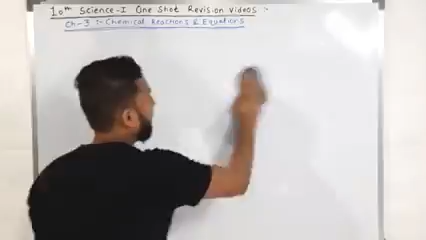 10th Science-I One Shot Revision Videos :-
Ch-3 :- Chemical Reactions & Equations